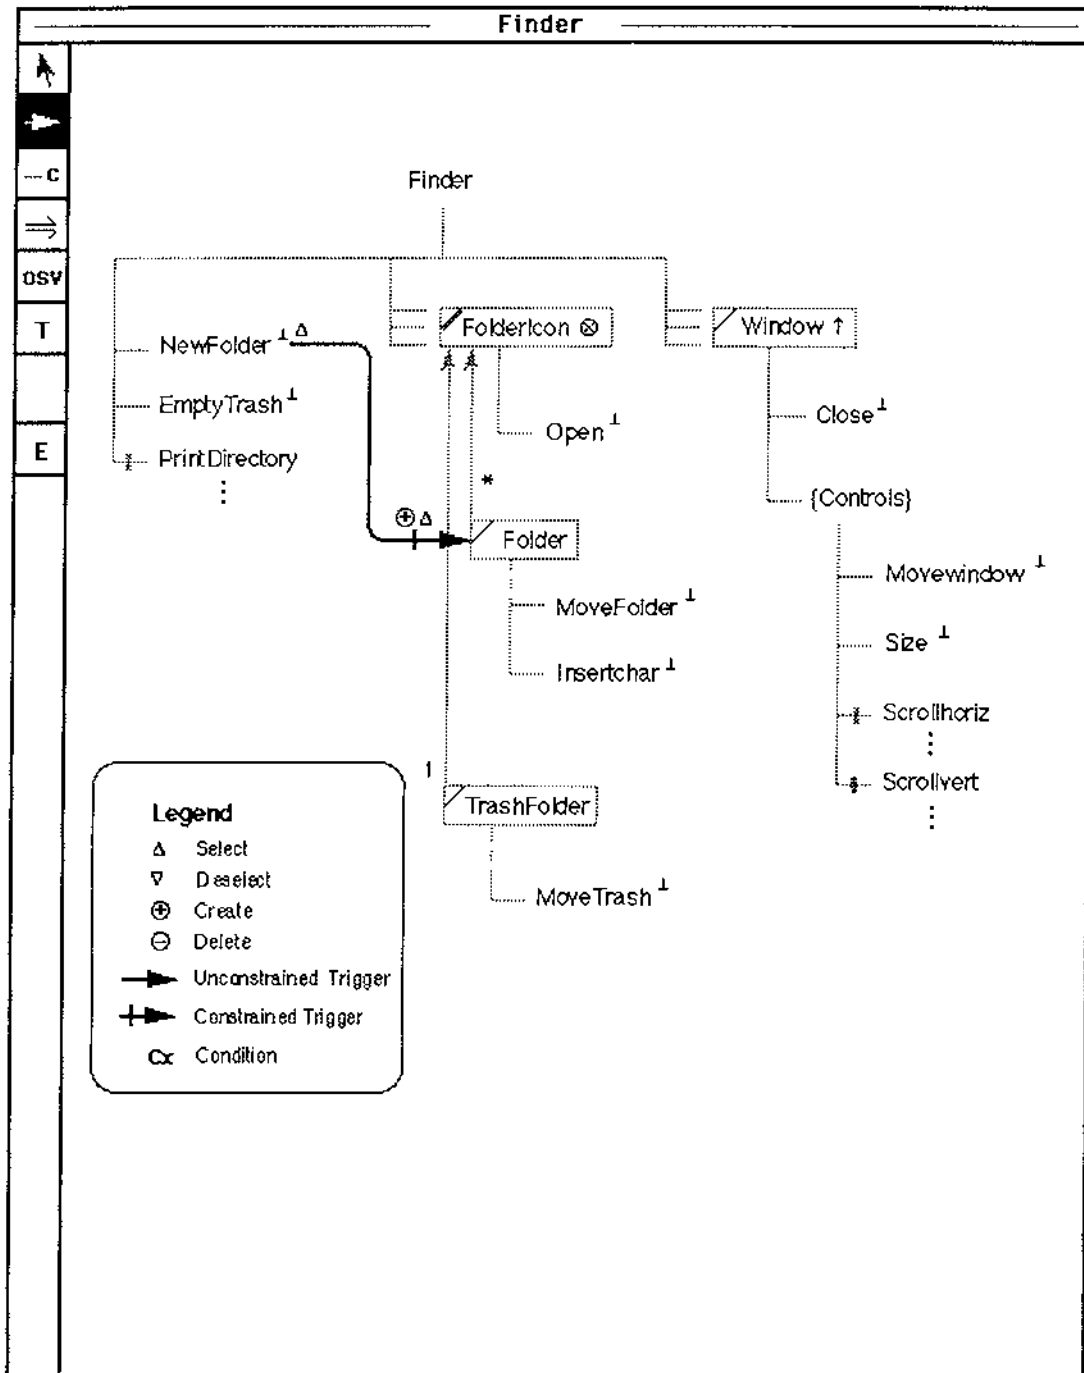 Finder
--C
OSV
T
E
Finder
FolderIcon ⊗
Window ↑
NewFolder ⊥ Δ
EmptyTrash ⊥
PrintDirectory
⋮
Open ⊥
Close ⊥
*
{Controls}
⊕ Δ
Folder
MoveFolder ⊥
Insertchar ⊥
Movewindow ⊥
Size ⊥
Scrollhoriz
⋮
Scrollvert
⋮
1
TrashFolder
MoveTrash ⊥
Legend
Δ Select
∇ Deselect
⊕ Create
⊖ Delete
Unconstrained Trigger
Constrained Trigger
Cx Condition